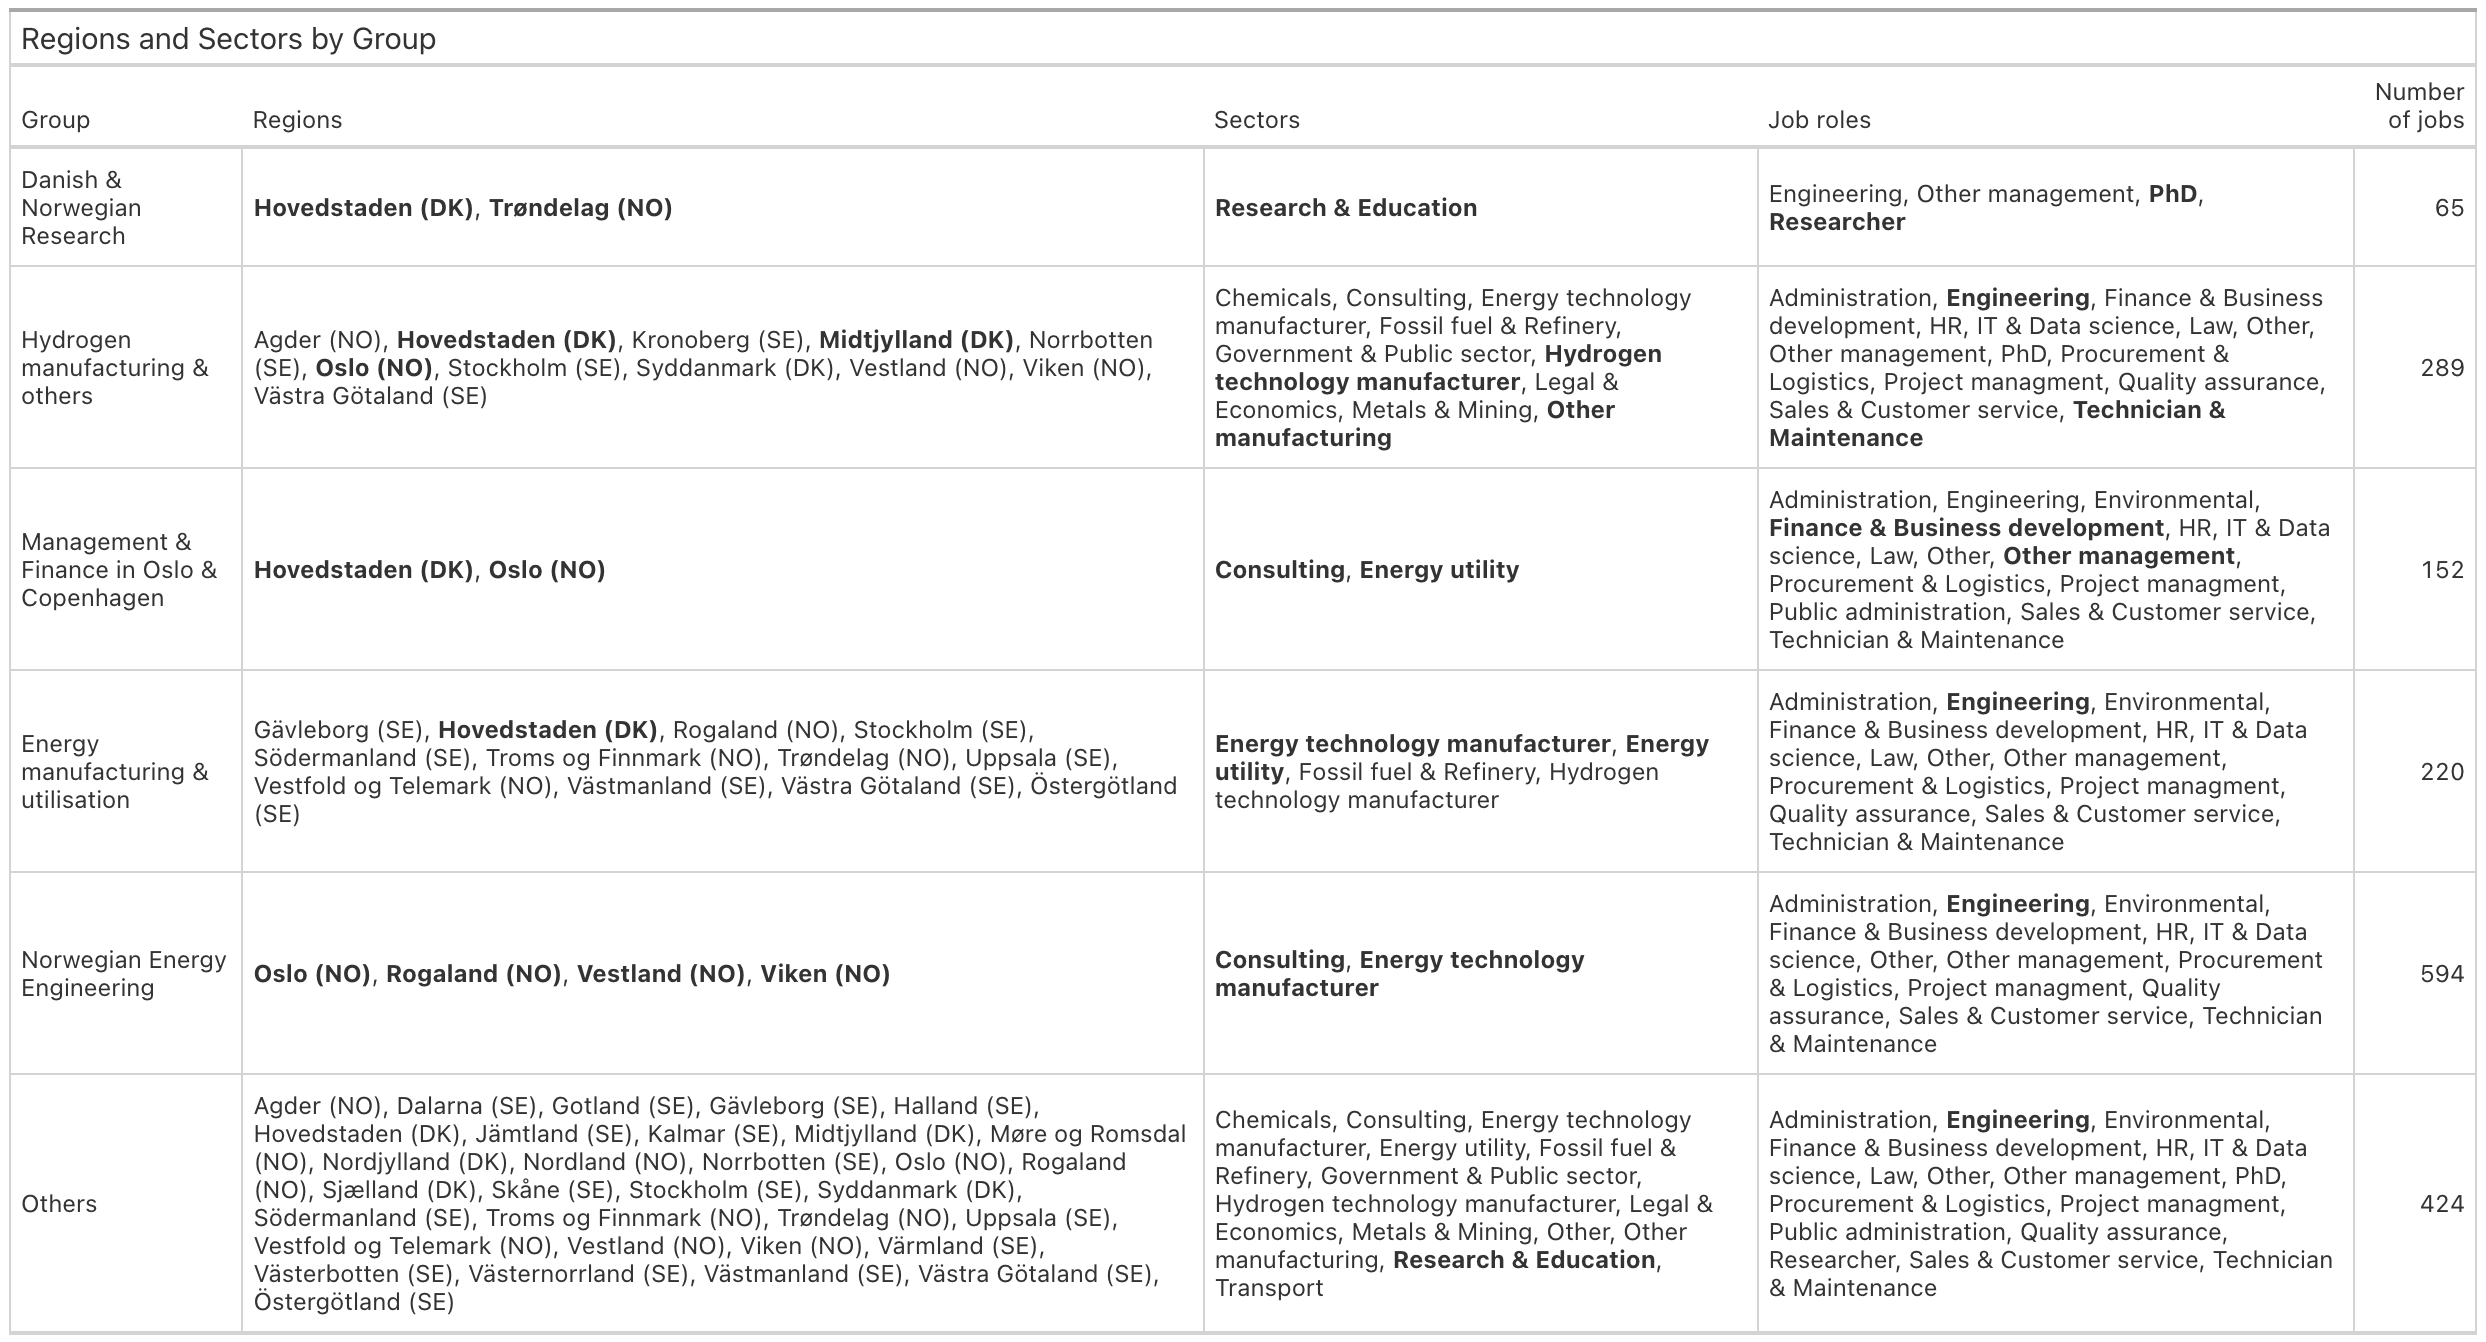 Regions and Sectors by Group
Group
Regions
Sectors
Job roles
Number
of jobs
Danish &
Norwegian
Research
Hovedstaden (DK), Trøndelag (NO)
Research & Education
Engineering, Other management, PhD,
Researcher
65
Hydrogen
manufacturing &
others
Agder (NO), Hovedstaden (DK), Kronoberg (SE), Midtjylland (DK), Norrbotten
(SE), Oslo (NO), Stockholm (SE), Syddanmark (DK), Vestland (NO), Viken (NO),
Västra Götaland (SE)
Chemicals, Consulting, Energy technology
manufacturer, Fossil fuel & Refinery,
Government & Public sector, Hydrogen
technology manufacturer, Legal &
Economics, Metals & Mining, Other
manufacturing
Administration, Engineering, Finance & Business
development, HR, IT & Data science, Law, Other,
Other management, PhD, Procurement &
Logistics, Project managment, Quality assurance,
Sales & Customer service, Technician &
Maintenance
289
Management &
Finance in Oslo &
Copenhagen
Hovedstaden (DK), Oslo (NO)
Consulting, Energy utility
Administration, Engineering, Environmental,
Finance & Business development, HR, IT & Data
science, Law, Other, Other management,
Procurement & Logistics, Project managment,
Public administration, Sales & Customer service,
Technician & Maintenance
152
Energy
manufacturing &
utilisation
Gävleborg (SE), Hovedstaden (DK), Rogaland (NO), Stockholm (SE),
Södermanland (SE), Troms og Finnmark (NO), Trøndelag (NO), Uppsala (SE),
Vestfold og Telemark (NO), Västmanland (SE), Västra Götaland (SE), Östergötland
(SE)
Energy technology manufacturer, Energy
utility, Fossil fuel & Refinery, Hydrogen
technology manufacturer
Administration, Engineering, Environmental,
Finance & Business development, HR, IT & Data
science, Law, Other, Other management,
Procurement & Logistics, Project managment,
Quality assurance, Sales & Customer service,
Technician & Maintenance
220
Norwegian Energy
Engineering
Oslo (NO), Rogaland (NO), Vestland (NO), Viken (NO)
Consulting, Energy technology
manufacturer
Administration, Engineering, Environmental,
Finance & Business development, HR, IT & Data
science, Other, Other management, Procurement
& Logistics, Project managment, Quality
assurance, Sales & Customer service, Technician
& Maintenance
594
Others
Agder (NO), Dalarna (SE), Gotland (SE), Gävleborg (SE), Halland (SE),
Hovedstaden (DK), Jämtland (SE), Kalmar (SE), Midtjylland (DK), Møre og Romsdal
(NO), Nordjylland (DK), Nordland (NO), Norrbotten (SE), Oslo (NO), Rogaland
(NO), Sjælland (DK), Skåne (SE), Stockholm (SE), Syddanmark (DK),
Södermanland (SE), Troms og Finnmark (NO), Trøndelag (NO), Uppsala (SE),
Vestfold og Telemark (NO), Vestland (NO), Viken (NO), Värmland (SE),
Västerbotten (SE), Västernorrland (SE), Västmanland (SE), Västra Götaland (SE),
Östergötland (SE)
Chemicals, Consulting, Energy technology
manufacturer, Energy utility, Fossil fuel &
Refinery, Government & Public sector,
Hydrogen technology manufacturer, Legal &
Economics, Metals & Mining, Other, Other
manufacturing, Research & Education,
Transport
Administration, Engineering, Environmental,
Finance & Business development, HR, IT & Data
science, Law, Other, Other management, PhD,
Procurement & Logistics, Project managment,
Public administration, Quality assurance,
Researcher, Sales & Customer service, Technician
& Maintenance
424